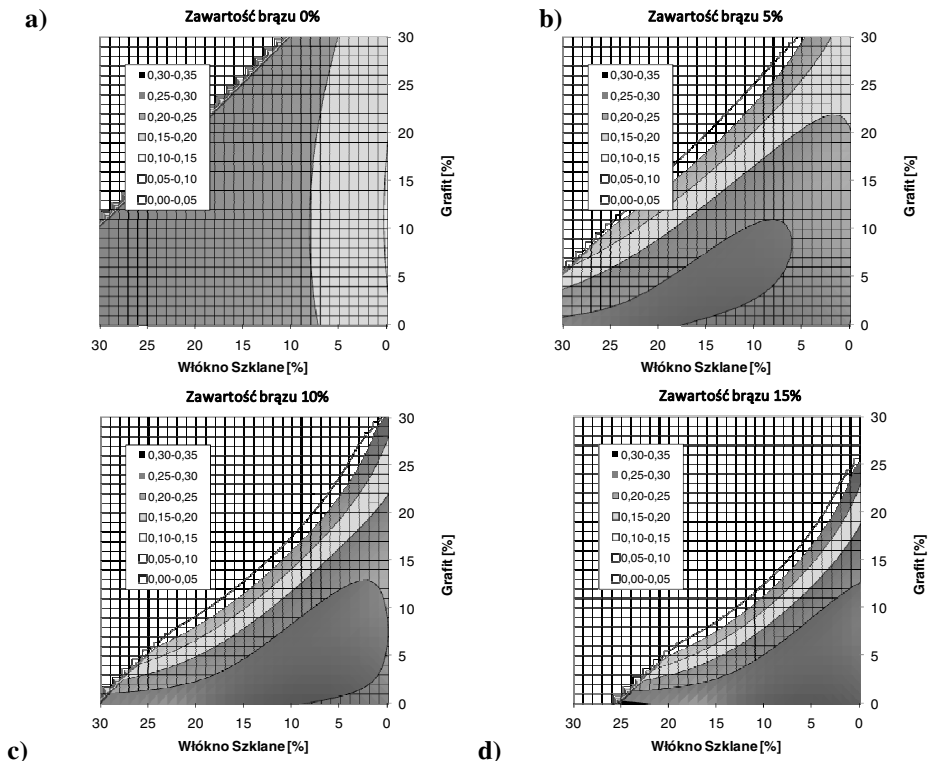 a)
Zawartość brązu 0%
0,30-0,35
0,25-0,30
0,20-0,25
0,15-0,20
0,10-0,15
0,05-0,10
0,00-0,05
30
25
20
15
10
5
0
Grafit [%]
30 25 20 15 10 5 0
Włókno Szklane [%]
b)
Zawartość brązu 5%
0,30-0,35
0,25-0,30
0,20-0,25
0,15-0,20
0,10-0,15
0,05-0,10
0,00-0,05
30
25
20
15
10
5
0
Grafit [%]
30 25 20 15 10 5 0
Włókno Szklane [%]
Zawartość brązu 10%
0,30-0,35
0,25-0,30
0,20-0,25
0,15-0,20
0,10-0,15
0,05-0,10
0,00-0,05
30
25
20
15
10
5
0
Grafit [%]
30 25 20 15 10 5 0
Włókno Szklane [%]
c)
Zawartość brązu 15%
0,30-0,35
0,25-0,30
0,20-0,25
0,15-0,20
0,10-0,15
0,05-0,10
0,00-0,05
30
25
20
15
10
5
0
Grafit [%]
30 25 20 15 10 5 0
Włókno Szklane [%]
d)